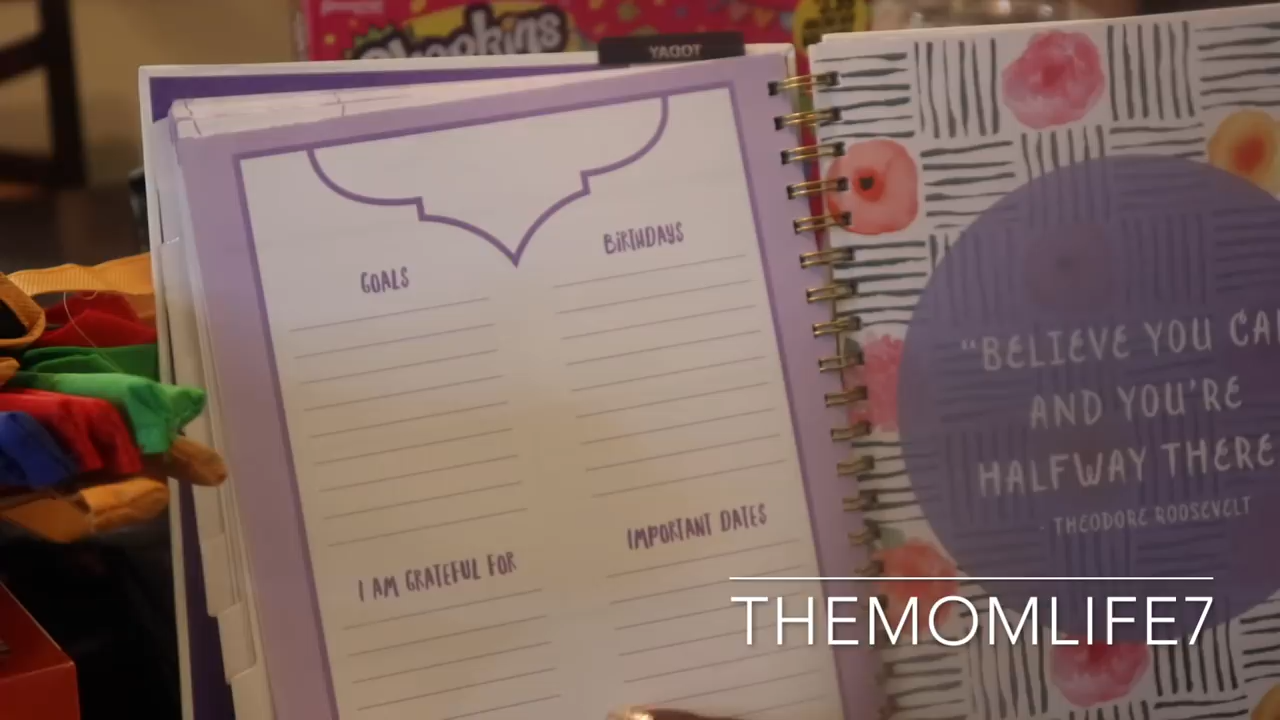 Shopkins
TODAY
GOALS
BIRTHDAYS
I AM GRATEFUL FOR
IMPORTANT DATES
"BELIEVE YOU CA
AND YOU'RE
HALFWAY THERE
- THEODORE ROOSEVELT
THEMOMLIFE7